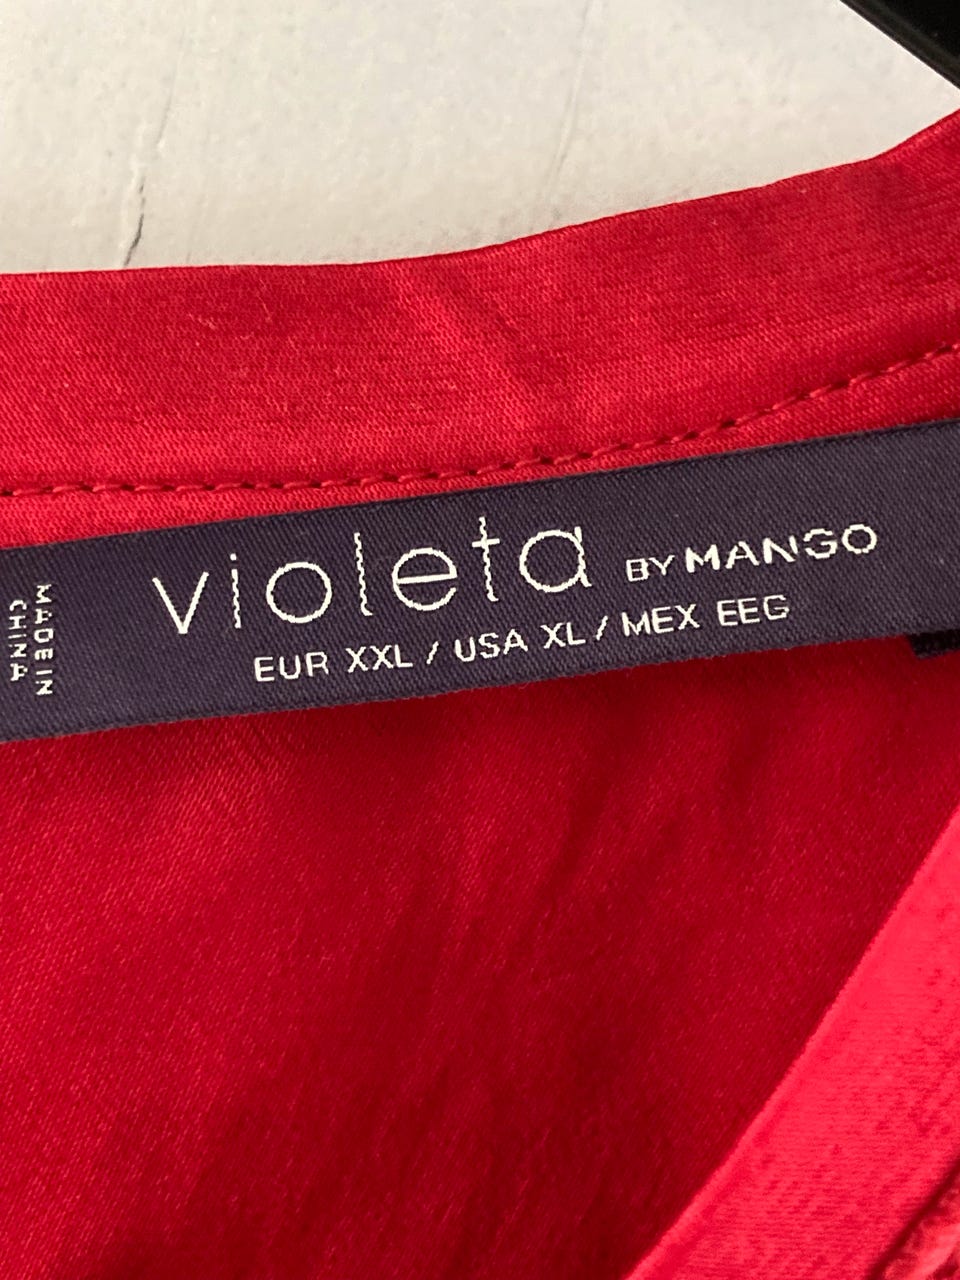 violeta BY MANGO
EUR XXL / USA XL / MEX EEG
MADE IN
CHINA